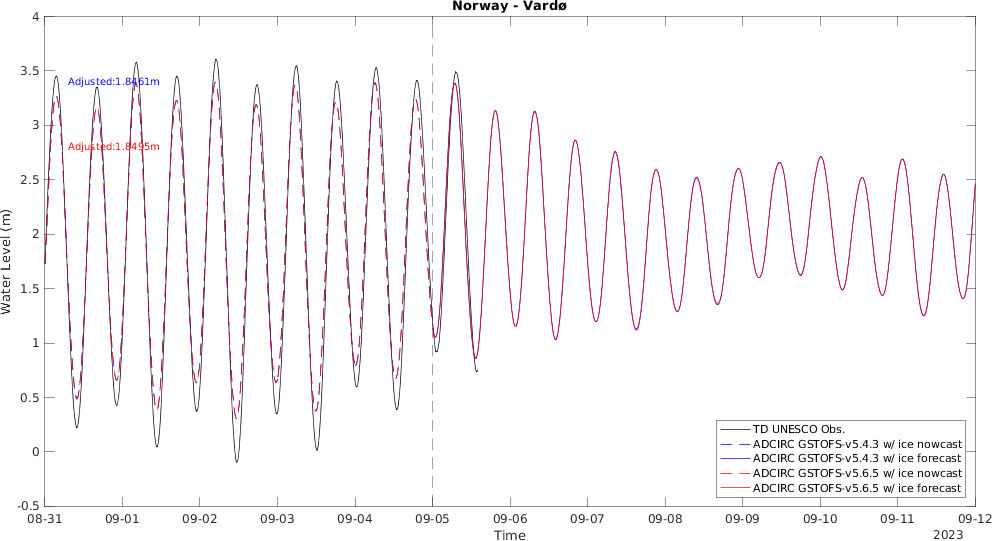 Norway - Vardø
4
3.5
3
2.5
2
1.5
1
0.5
0
-0.5
Water Level (m)
Adjusted:1.8461m
Adjusted:1.8495m
TD UNESCO Obs.
ADCIRC GSTOFS-v5.4.3 w/ ice nowcast
ADCIRC GSTOFS-v5.4.3 w/ ice forecast
ADCIRC GSTOFS-v5.6.5 w/ ice nowcast
ADCIRC GSTOFS-v5.6.5 w/ ice forecast
08-31 09-01 09-02 09-03 09-04 09-05 09-06 09-07 09-08 09-09 09-10 09-11 09-12
Time
2023